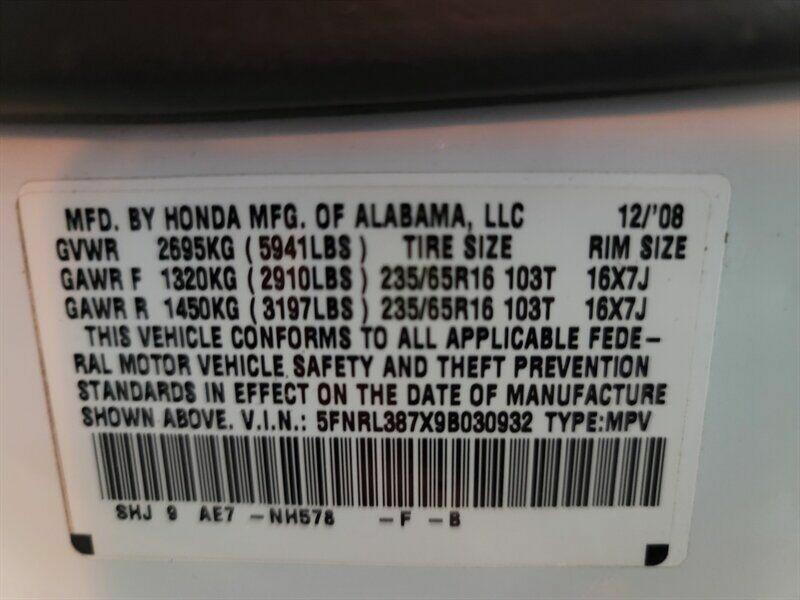 MFD. BY HONDA MFG. OF ALABAMA, LLC 12/'08
GVWR 2695KG (5941LBS) TIRE SIZE RIM SIZE
GAWR F 1320KG (2910LBS) 235/65R16 103T 16X7J
GAWR R 1450KG (3197LBS) 235/65R16 103T 16X7J
THIS VEHICLE CONFORMS TO ALL APPLICABLE FEDE-
RAL MOTOR VEHICLE SAFETY AND THEFT PREVENTION
STANDARDS IN EFFECT ON THE DATE OF MANUFACTURE
SHOWN ABOVE. V.I.N.: 5FNRL387X9B030932 TYPE:MPV
SHJ 9 AE7 -NH578 -F -B